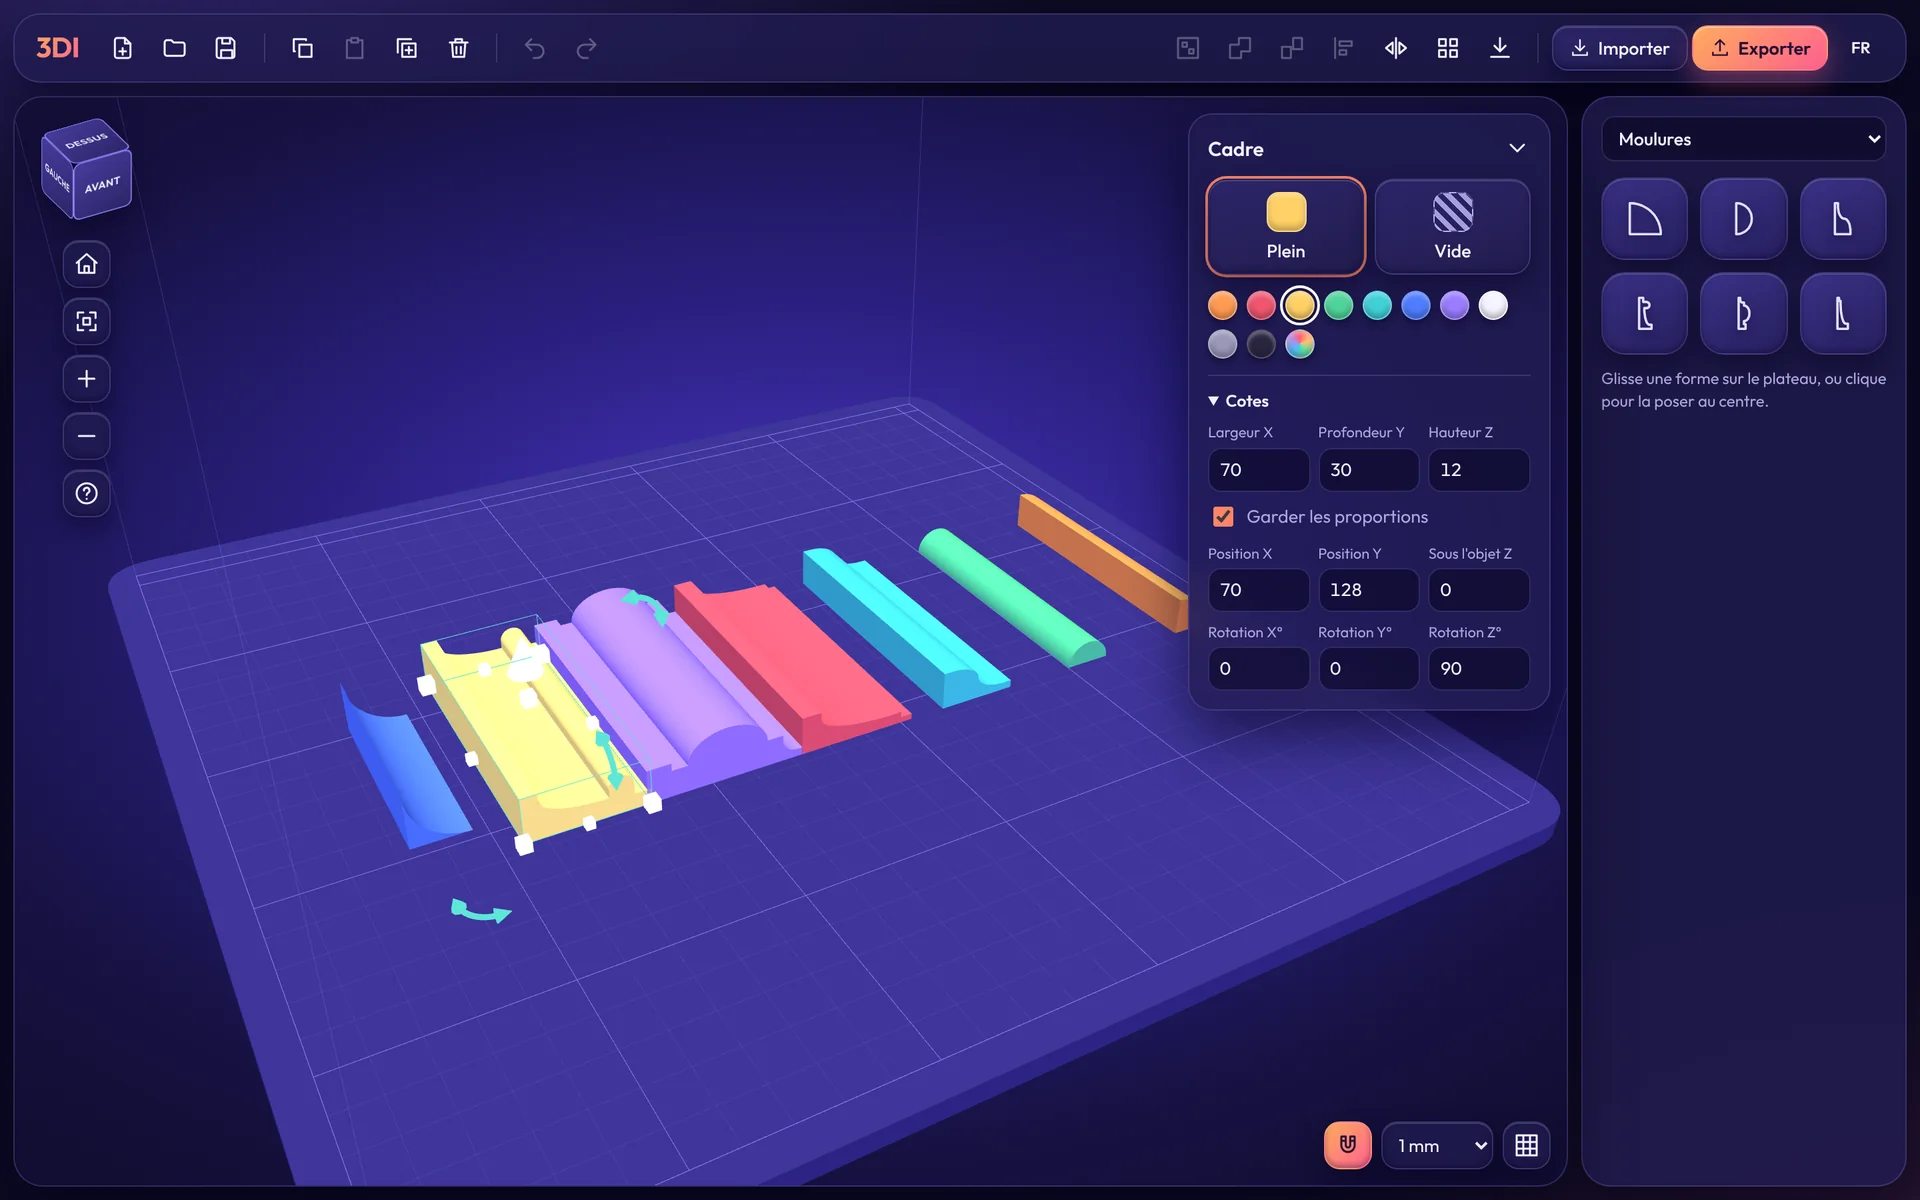 3DI
Importer
Exporter
FR
DESSUS
GAUCHE
AVANT
Cadre
Plein
Vide
Cotes
Largeur X
Profondeur Y
Hauteur Z
70
30
12
Garder les proportions
Position X
Position Y
Sous l'objet Z
70
128
0
Rotation X°
Rotation Y°
Rotation Z°
0
0
90
1 mm
Moulures
Glisse une forme sur le plateau, ou clique
pour la poser au centre.